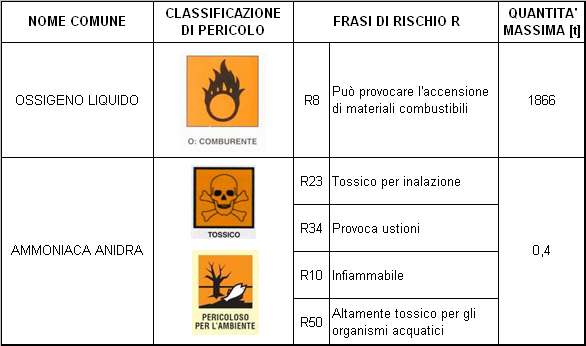 NOME COMUNE
CLASSIFICAZIONE
DI PERICOLO
FRASI DI RISCHIO R
QUANTITA'
MASSIMA [t]
OSSIGENO LIQUIDO
O: COMBURENTE
R8
Può provocare l'accensione
di materiali combustibili
1866
AMMONIACA ANIDRA
TOSSICO
PERICOLOSO
PER L'AMBIENTE
R23
Tossico per inalazione
R34
Provoca ustioni
R10
Infiammabile
R50
Altamente tossico per gli
organismi acquatici
0,4